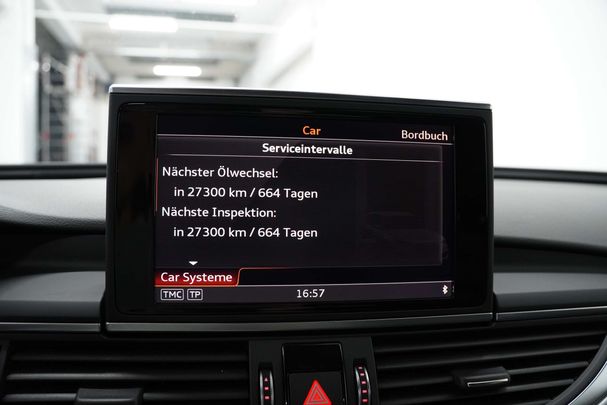 Car
Bordbuch
Serviceintervalle
Nächster Ölwechsel:
in 27300 km / 664 Tagen
Nächste Inspektion:
in 27300 km / 664 Tagen
Car Systeme
TMC TP
16:57